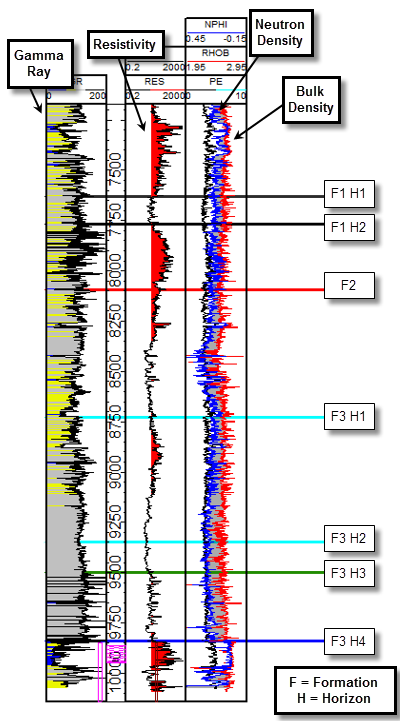 NPHI
0.45 -0.15
RHOB
0.2 2000 1.95 2.95
RES PE
0 200 0.2 2000 0 10
Gamma
Ray
Resistivity
Neutron
Density
Bulk
Density
7500
7750
8000
8250
8500
8750
9000
9250
9500
9750
F1 H1
F1 H2
F2
F3 H1
F3 H2
F3 H3
F3 H4
F = Formation
H = Horizon